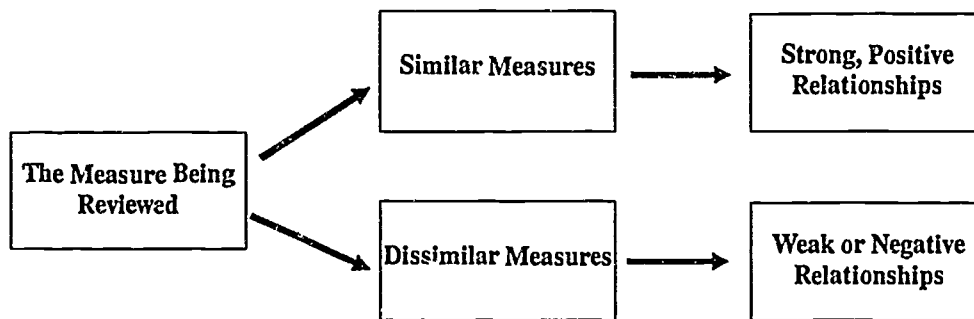 Similar Measures
Strong, Positive
Relationships
The Measure Being
Reviewed
Dissimilar Measures
Weak or Negative
Relationships